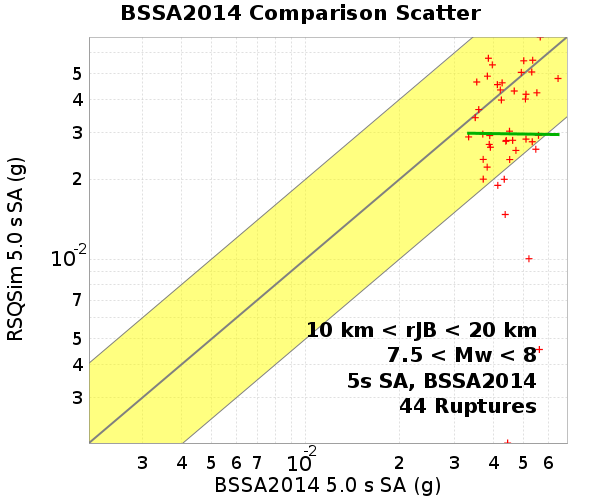 BSSA2014 Comparison Scatter
RSQSim 5.0 s SA (g)
5
4
3
2
10-2
7
5
4
3
10 km < rJB < 20 km
7.5 < Mw < 8
5s SA, BSSA2014
44 Ruptures
3 4 5 6 7 10-2 2 3 4 5 6
BSSA2014 5.0 s SA (g)